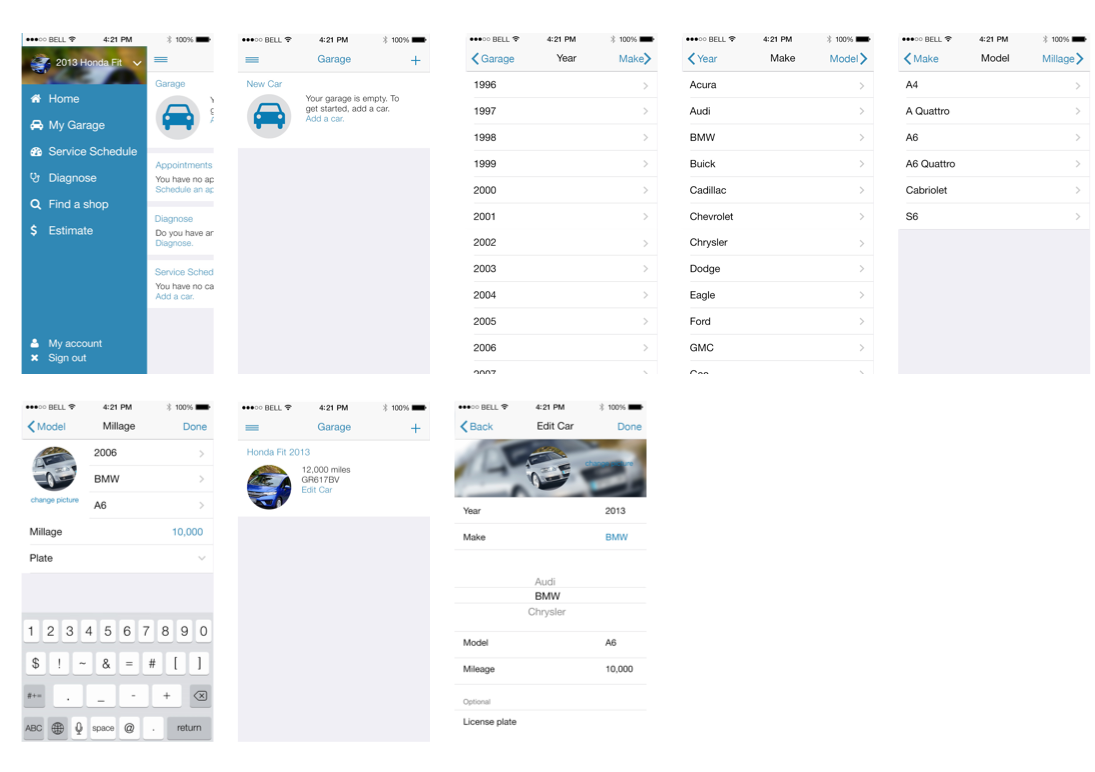 BELL 4:21 PM 100%
2013 Honda Fit
Home
My Garage
Service Schedule
Diagnose
Find a shop
Estimate
My account
Sign out
Garage
Appointments
You have no ap
Schedule an ap
Diagnose
Do you have an
Diagnose.
Service Sched
You have no ca
Add a car.
BELL 4:21 PM 100%
Garage +
New Car
Your garage is empty. To
get started, add a car.
Add a car.
BELL 4:21 PM 100%
Garage Year Make
1996
1997
1998
1999
2000
2001
2002
2003
2004
2005
2006
2007
BELL 4:21 PM 100%
Year Make Model
Acura
Audi
BMW
Buick
Cadillac
Chevrolet
Chrysler
Dodge
Eagle
Ford
GMC
Geo
BELL 4:21 PM 100%
Make Model Millage
A4
A Quattro
A6
A6 Quattro
Cabriolet
S6
BELL 4:21 PM 100%
Model Millage Done
change picture
2006
BMW
A6
Millage 10,000
Plate
1 2 3 4 5 6 7 8 9 0
$ ! ~ & = # [ ]
#+= . _ - +
ABC space @ . return
BELL 4:21 PM 100%
Garage +
Honda Fit 2013
12,000 miles
GR617BV
Edit Car
BELL 4:21 PM 100%
Back Edit Car Done
change picture
Year 2013
Make BMW
Audi
BMW
Chrysler
Model A6
Mileage 10,000
Optional
License plate